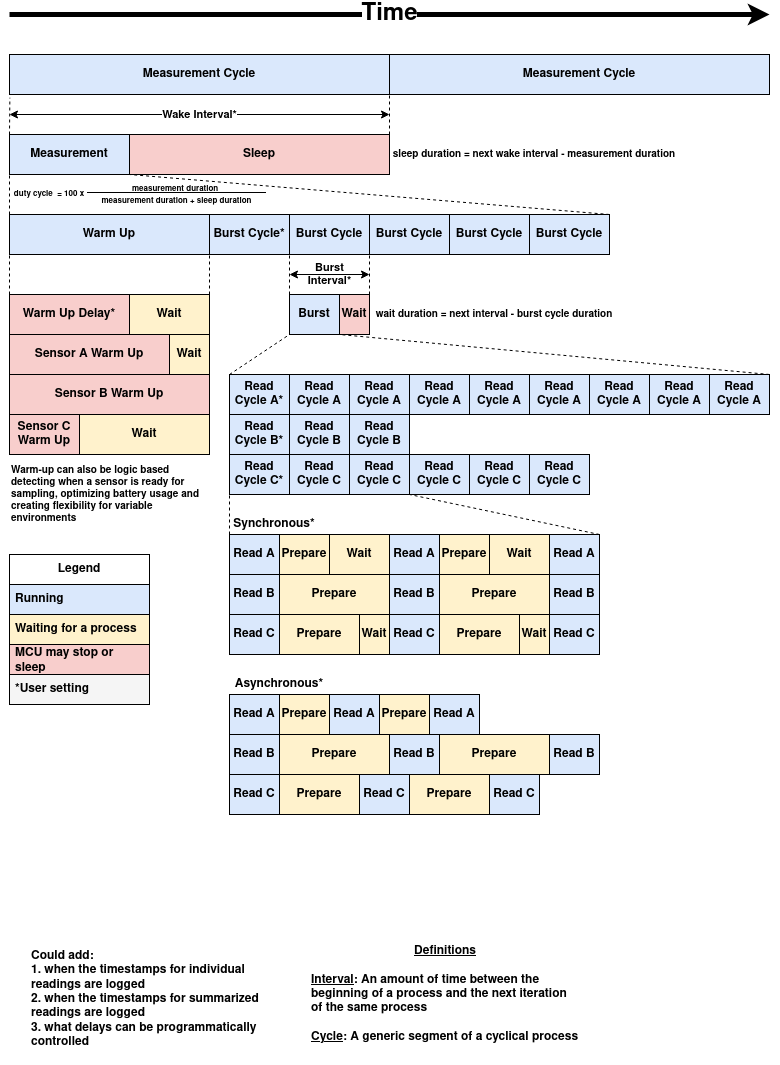 Time
Measurement Cycle
Measurement Cycle
Wake Interval*
Measurement
Sleep
sleep duration = next wake interval - measurement duration
duty cycle = 100 x
measurement duration
measurement duration + sleep duration
Warm Up
Burst Cycle*
Burst Cycle
Burst Cycle
Burst Cycle
Burst Cycle
Burst
Interval*
Warm Up Delay*
Wait
Burst
Wait
wait duration = next interval - burst cycle duration
Sensor A Warm Up
Wait
Sensor B Warm Up
Sensor C
Warm Up
Wait
Read
Cycle A*
Read
Cycle A
Read
Cycle A
Read
Cycle A
Read
Cycle A
Read
Cycle A
Read
Cycle A
Read
Cycle A
Read
Cycle A
Read
Cycle B*
Read
Cycle B
Read
Cycle B
Read
Cycle C*
Read
Cycle C
Read
Cycle C
Read
Cycle C
Read
Cycle C
Read
Cycle C
Warm-up can also be logic based
detecting when a sensor is ready for
sampling, optimizing battery usage and
creating flexibility for variable
environments
Synchronous*
Read A
Prepare
Wait
Read A
Prepare
Wait
Read A
Read B
Prepare
Read B
Prepare
Read B
Read C
Prepare
Wait
Read C
Prepare
Wait
Read C
Legend
Running
Waiting for a process
MCU may stop or
sleep
*User setting
Asynchronous*
Read A
Prepare
Read A
Prepare
Read A
Read B
Prepare
Read B
Prepare
Read B
Read C
Prepare
Read C
Prepare
Read C
Could add:
1. when the timestamps for individual
readings are logged
2. when the timestamps for summarized
readings are logged
3. what delays can be programmatically
controlled
Definitions
Interval: An amount of time between the
beginning of a process and the next iteration
of the same process
Cycle: A generic segment of a cyclical process